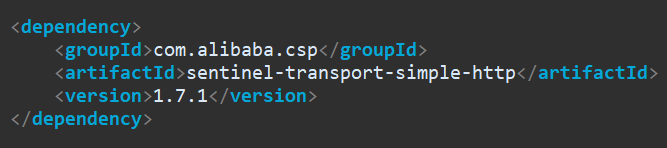 <dependency>
    <groupId>com.alibaba.csp</groupId>
    <artifactId>sentinel-transport-simple-http</artifactId>
    <version>1.7.1</version>
</dependency>